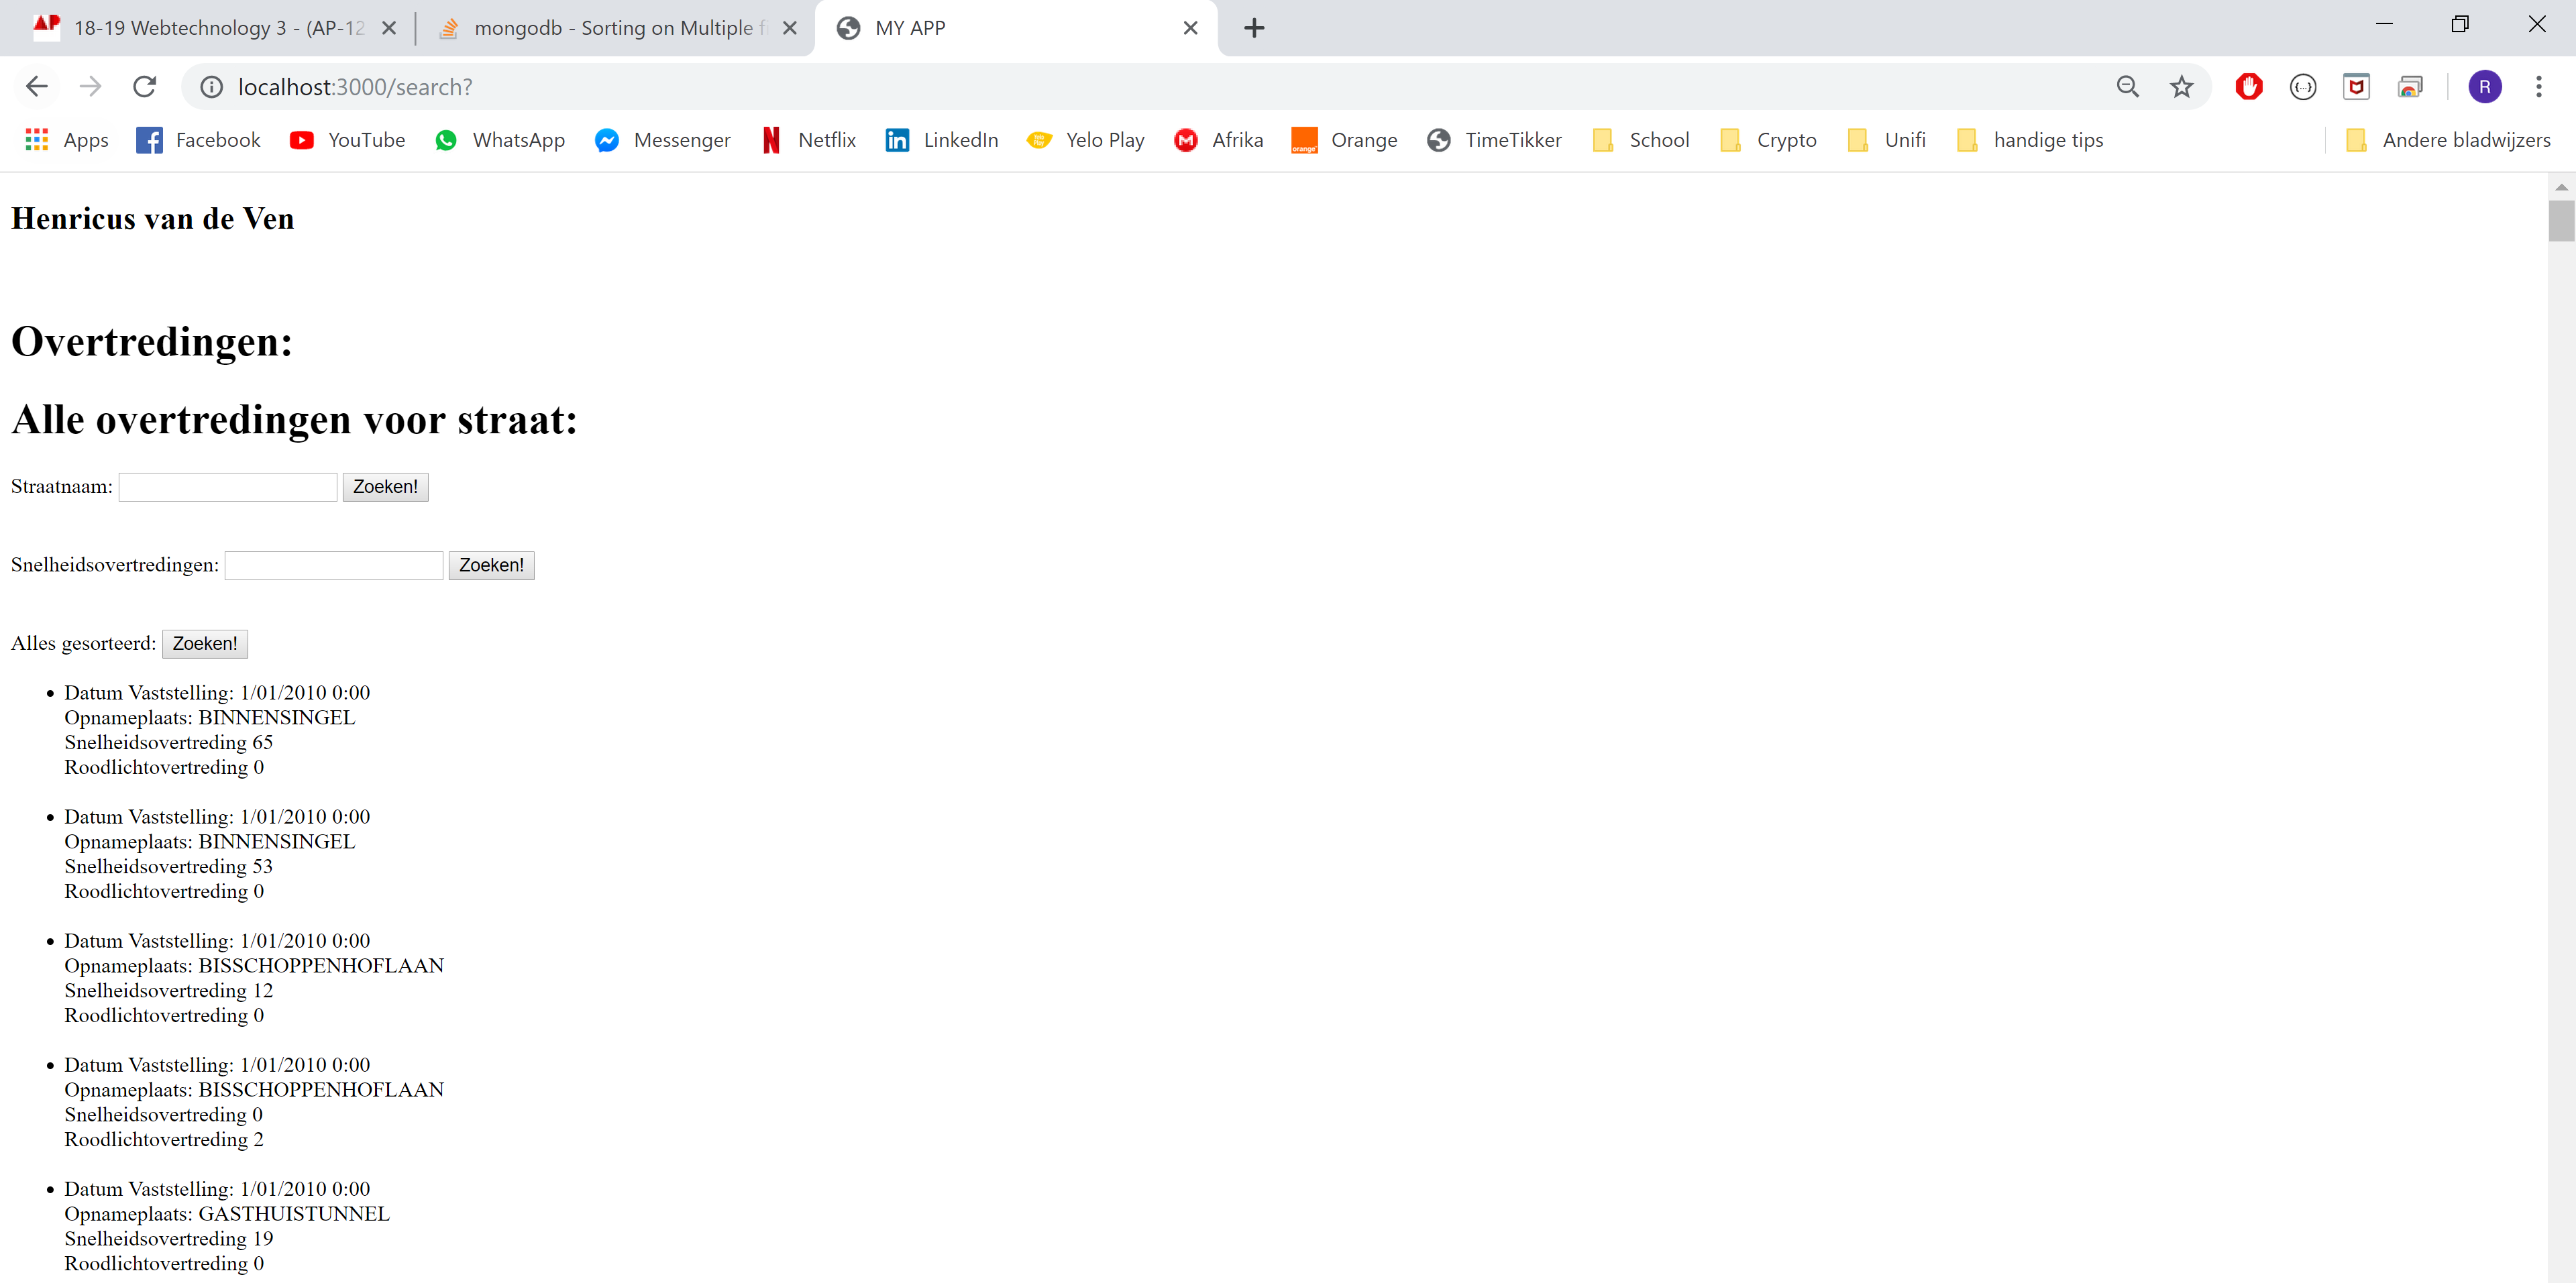 18-19 Webtechnology 3 - (AP-12
mongodb - Sorting on Multiple f
MY APP
localhost:3000/search?
R
Apps
Facebook
YouTube
WhatsApp
Messenger
Netflix
LinkedIn
Yelo Play
Afrika
Orange
TimeTikker
School
Crypto
Unifi
handige tips
Andere bladwijzers
Henricus van de Ven
Overtredingen:
Alle overtredingen voor straat:
Straatnaam: Zoeken!
Snelheidsovertredingen: Zoeken!
Alles gesorteerd: Zoeken!
Datum Vaststelling: 1/01/2010 0:00
Opnameplaats: BINNENSINGEL
Snelheidsovertreding 65
Roodlichtovertreding 0
Datum Vaststelling: 1/01/2010 0:00
Opnameplaats: BINNENSINGEL
Snelheidsovertreding 53
Roodlichtovertreding 0
Datum Vaststelling: 1/01/2010 0:00
Opnameplaats: BISSCHOPPENHOFLAAN
Snelheidsovertreding 12
Roodlichtovertreding 0
Datum Vaststelling: 1/01/2010 0:00
Opnameplaats: BISSCHOPPENHOFLAAN
Snelheidsovertreding 0
Roodlichtovertreding 2
Datum Vaststelling: 1/01/2010 0:00
Opnameplaats: GASTHUISTUNNEL
Snelheidsovertreding 19
Roodlichtovertreding 0